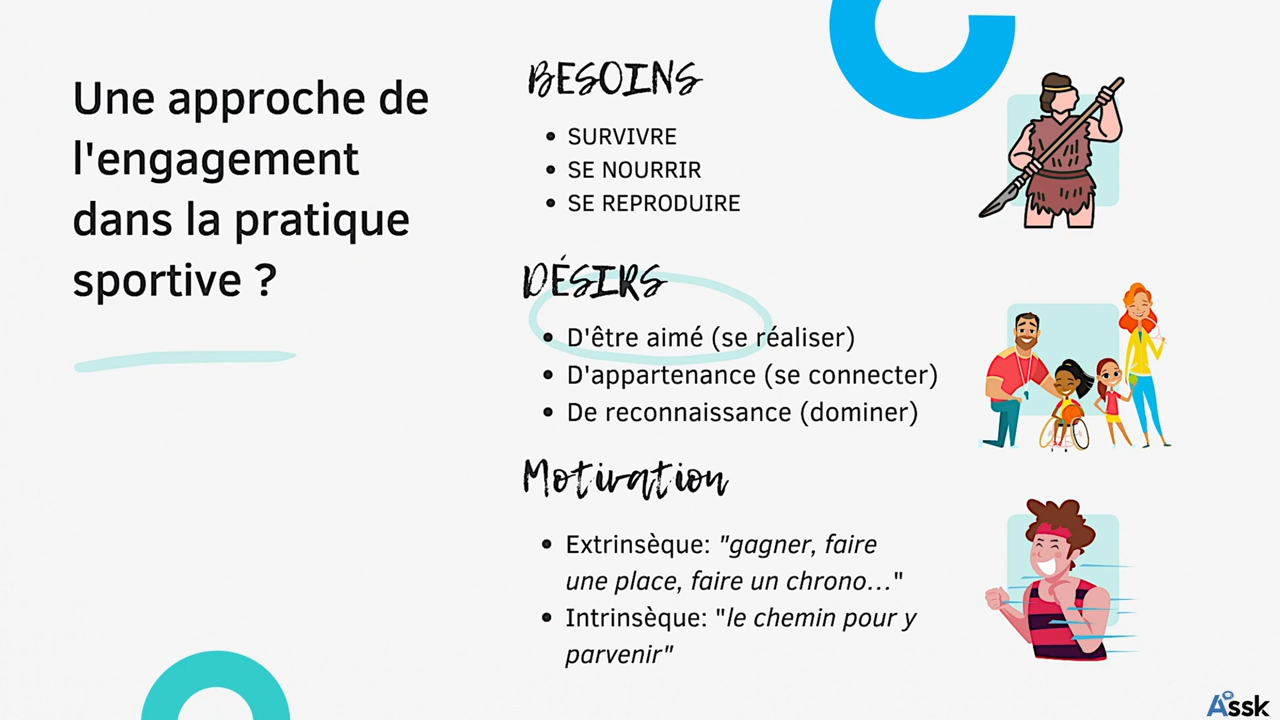 Une approche de
l'engagement
dans la pratique
sportive ?
BESOINS
• SURVIVRE
• SE NOURRIR
• SE REPRODUIRE
DÉSIRS
• D'être aimé (se réaliser)
• D'appartenance (se connecter)
• De reconnaissance (dominer)
Motivation
• Extrinsèque: "gagner, faire
une place, faire un chrono..."
• Intrinsèque: "le chemin pour y
parvenir"
Assk